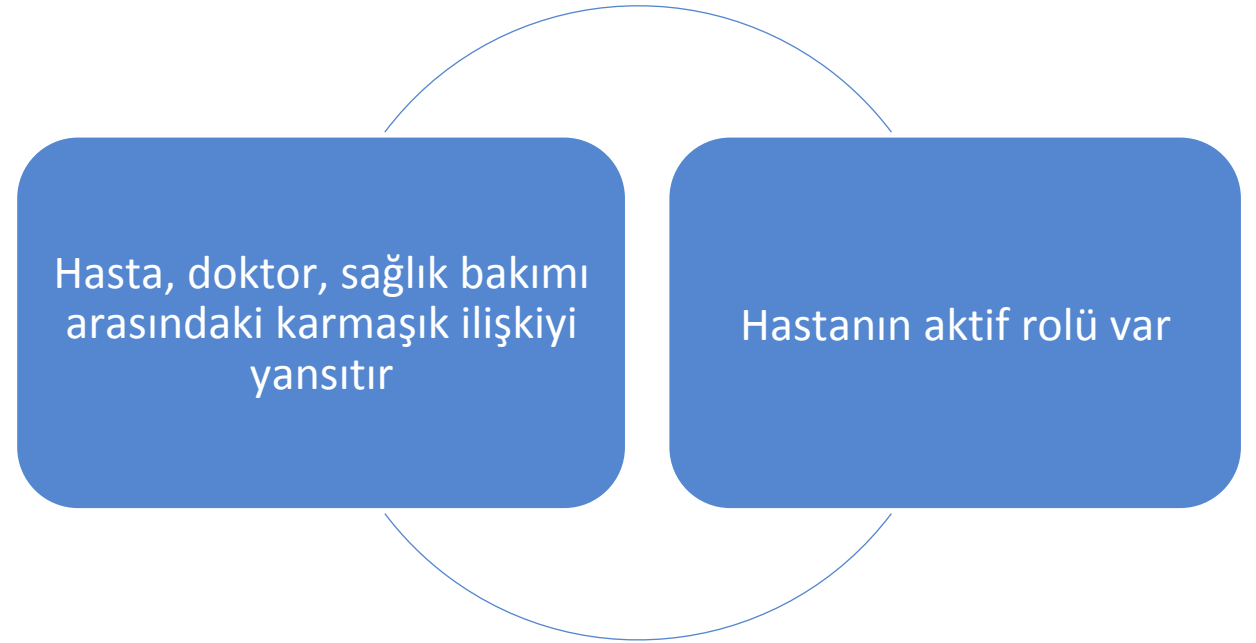 Hasta, doktor, sağlık bakımı
arasındaki karmaşık ilişkiyi
yansıtır
Hastanın aktif rolü var